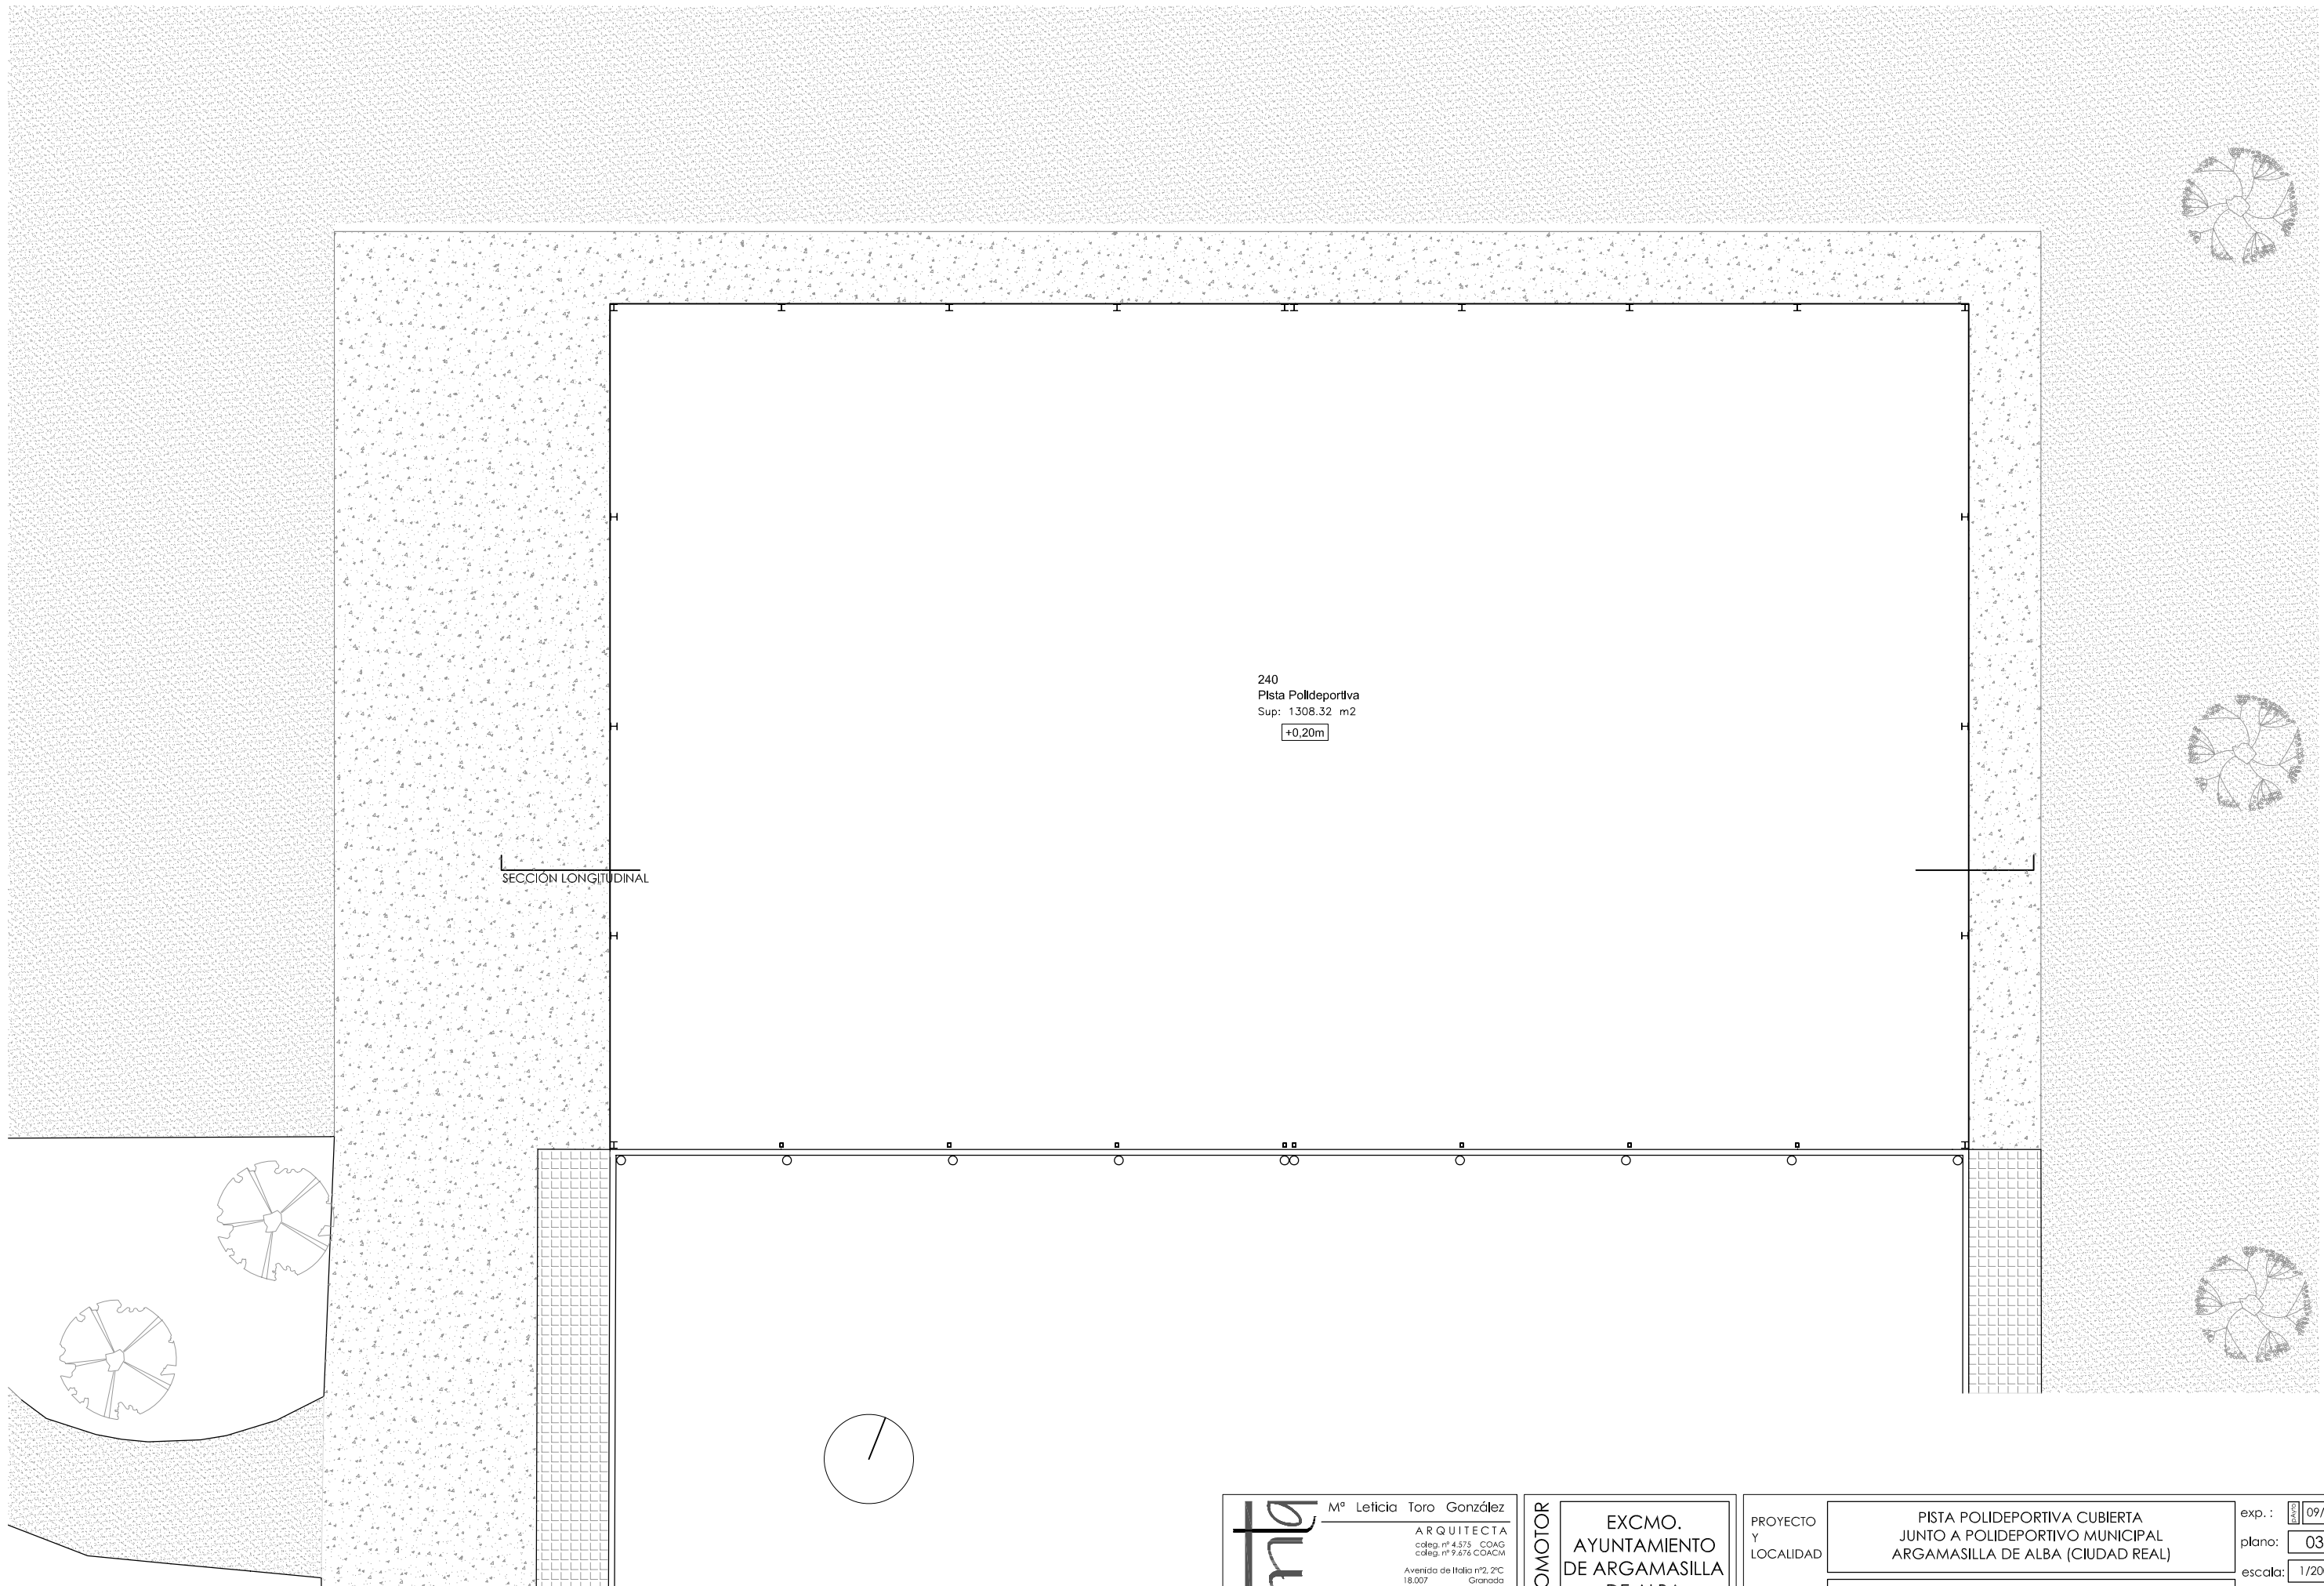 240
Pista Polideportiva
Sup: 1308.32 m2
+0,20m
SECCIÓN LONGITUDINAL
Mª Leticia Toro González
ARQUITECTA
coleg. nº 4.575 COAG
coleg. nº 9.676 COACM
Avenida de Italia nº2, 2ºC
18.007 Granada
EXCMO.
AYUNTAMIENTO
DE ARGAMASILLA
PROYECTO
Y
LOCALIDAD
PISTA POLIDEPORTIVA CUBIERTA
JUNTO A POLIDEPORTIVO MUNICIPAL
ARGAMASILLA DE ALBA (CIUDAD REAL)
exp.: 09/
plano: 03
escala: